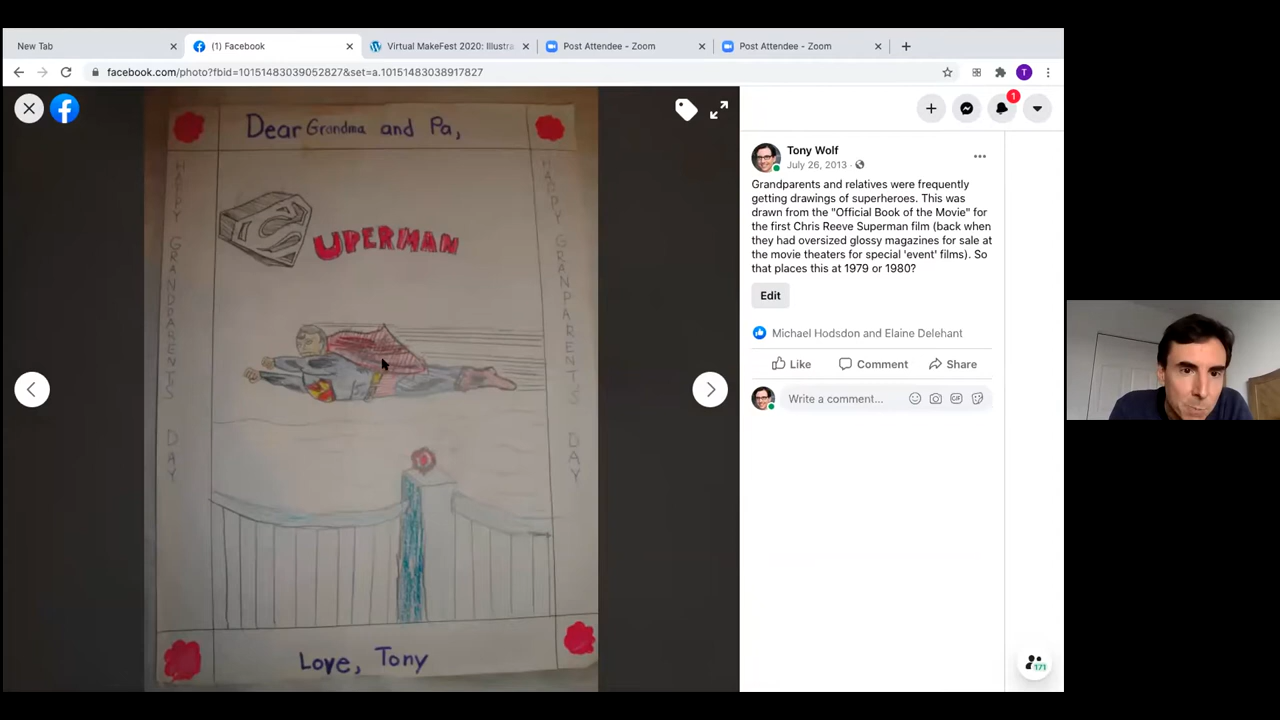 New Tab
(1) Facebook
Virtual MakeFest 2020: Illustra
Post Attendee - Zoom
Post Attendee - Zoom
facebook.com/photo?fbid=10151483039052827&set=a.10151483038917827
T
1
Dear Grandma and Pa,
HAPPY GRANDPARENTS DAY
S
UPERMAN
HAPPY GRANPARENTS DAY
Love, Tony
Tony Wolf
July 26, 2013
Grandparents and relatives were frequently
getting drawings of superheroes. This was
drawn from the "Official Book of the Movie" for
the first Chris Reeve Superman film (back when
they had oversized glossy magazines for sale at
the movie theaters for special 'event' films). So
that places this at 1979 or 1980?
Edit
Michael Hodsdon and Elaine Delehant
Like Comment Share
Write a comment...
GIF
171